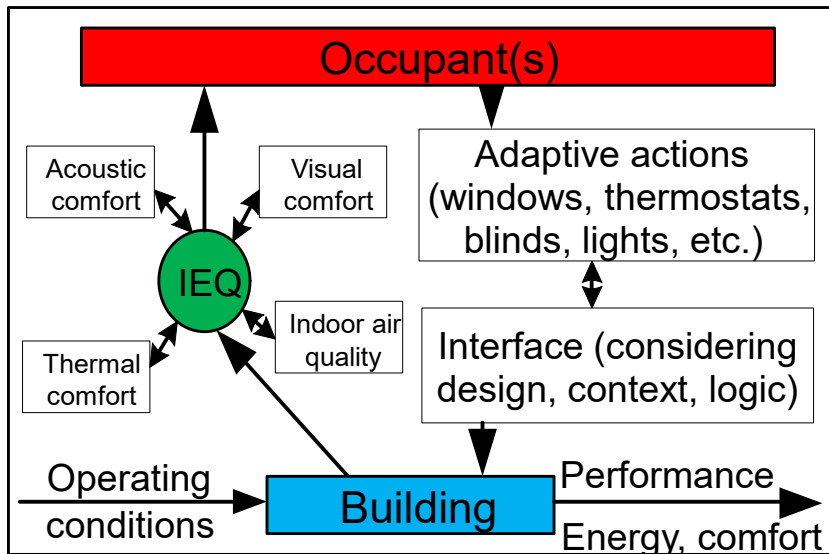 Occupant(s)
Acoustic
comfort
Visual
comfort
IEQ
Thermal
comfort
Indoor air
quality
Adaptive actions
(windows, thermostats,
blinds, lights, etc.)
Interface (considering
design, context, logic)
Operating
conditions
Building
Performance
Energy, comfort